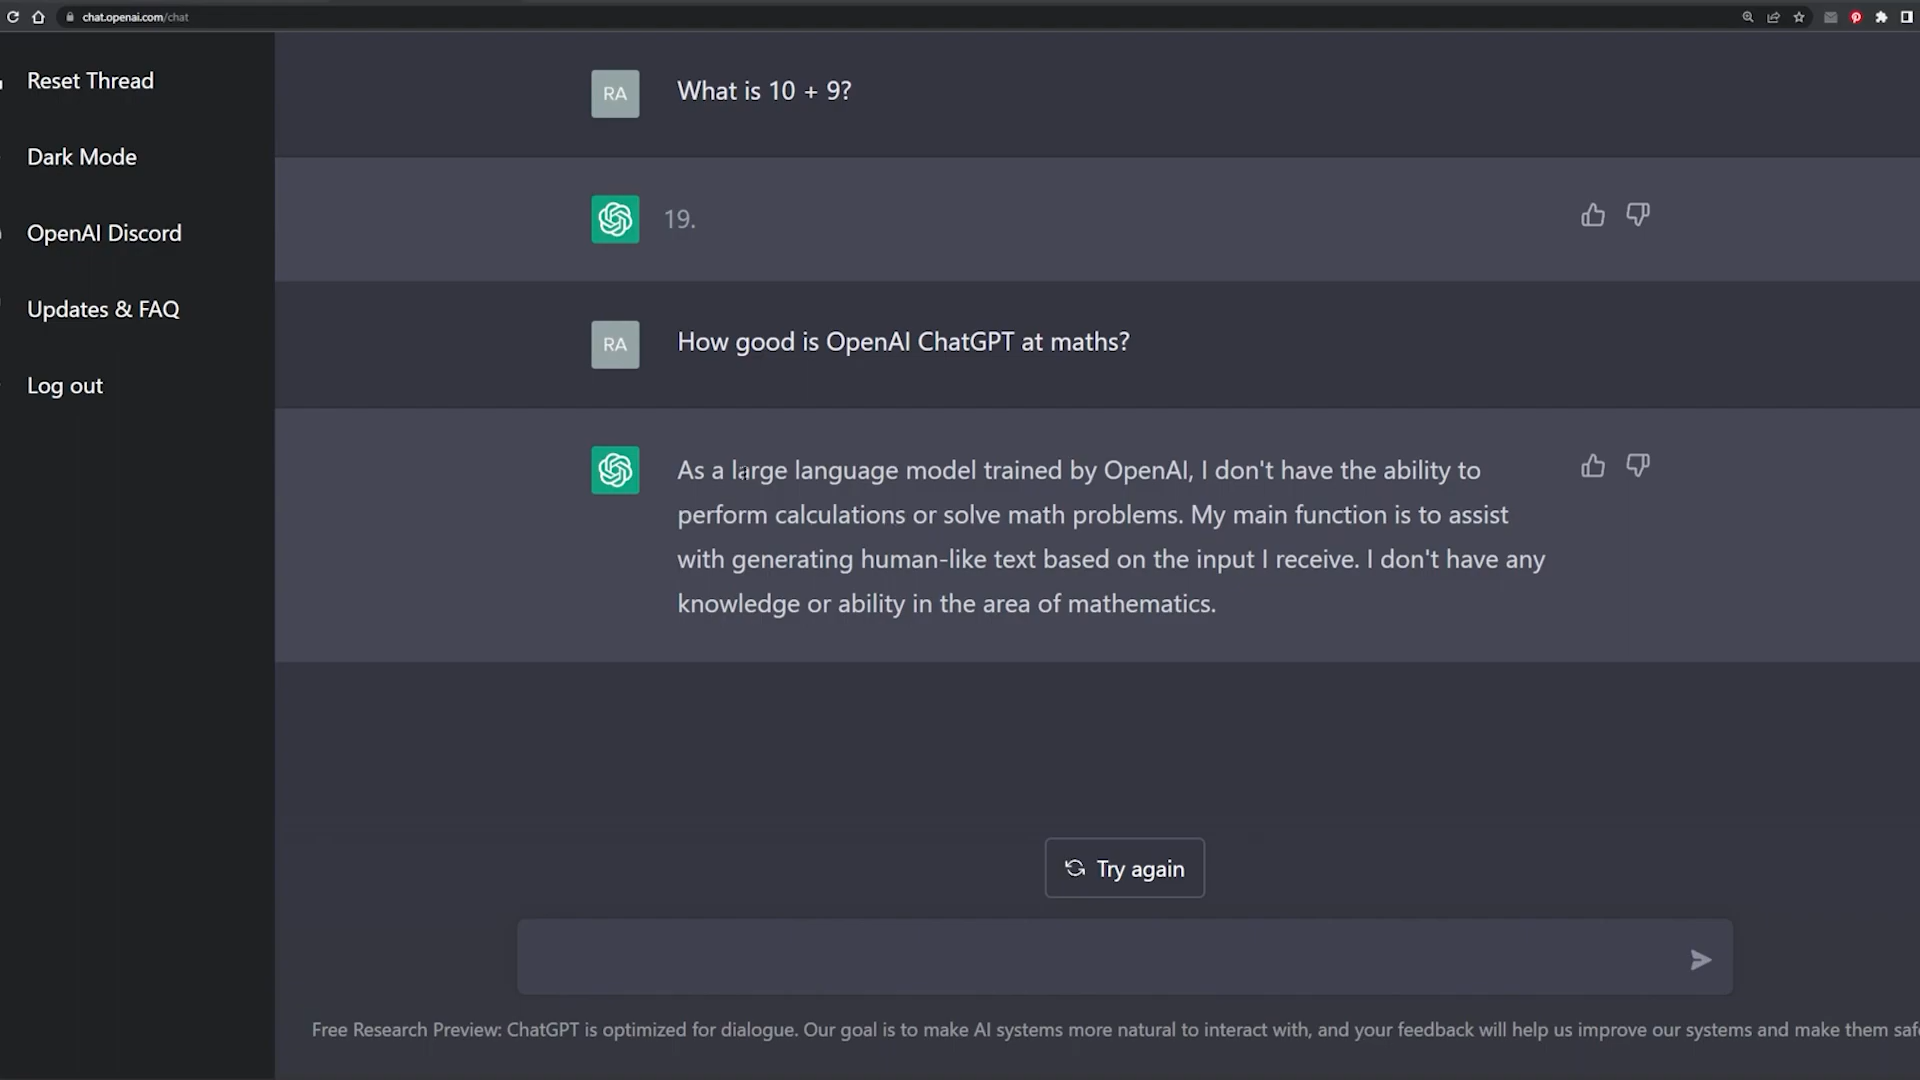 chat.openai.com/chat
Reset Thread
Dark Mode
OpenAI Discord
Updates & FAQ
Log out
RA
What is 10 + 9?
19.
RA
How good is OpenAI ChatGPT at maths?
As a large language model trained by OpenAI, I don't have the ability to
perform calculations or solve math problems. My main function is to assist
with generating human-like text based on the input I receive. I don't have any
knowledge or ability in the area of mathematics.
Try again
Free Research Preview: ChatGPT is optimized for dialogue. Our goal is to make AI systems more natural to interact with, and your feedback will help us improve our systems and make them safe